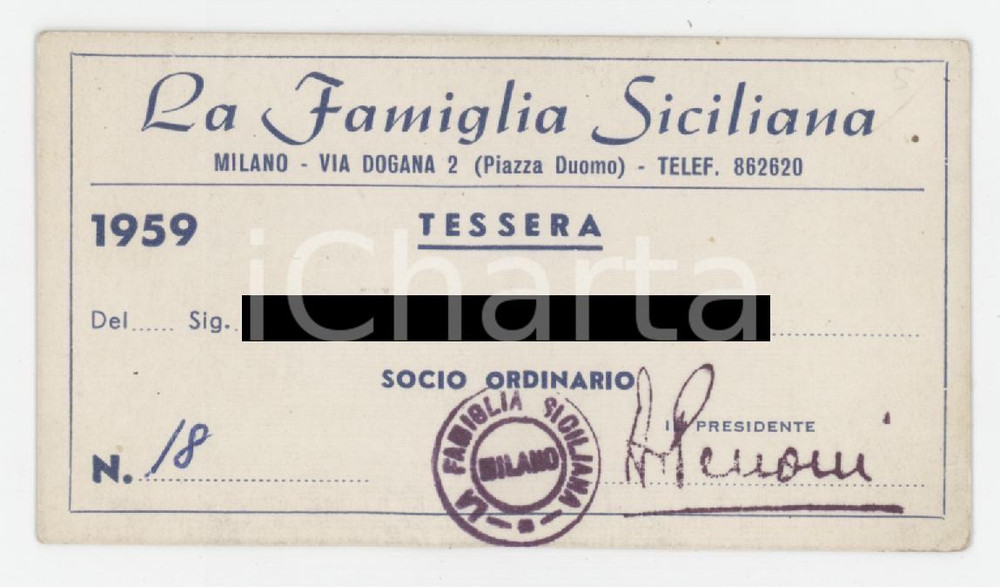 La Famiglia Siciliana
MILANO - VIA DOGANA 2 (Piazza Duomo) - TELEF. 862620
1959
TESSERA
iCharta
Del..... Sig.
SOCIO ORDINARIO
IL PRESIDENTE
N. 18
LA FAMIGLIA SICILIANA
MILANO